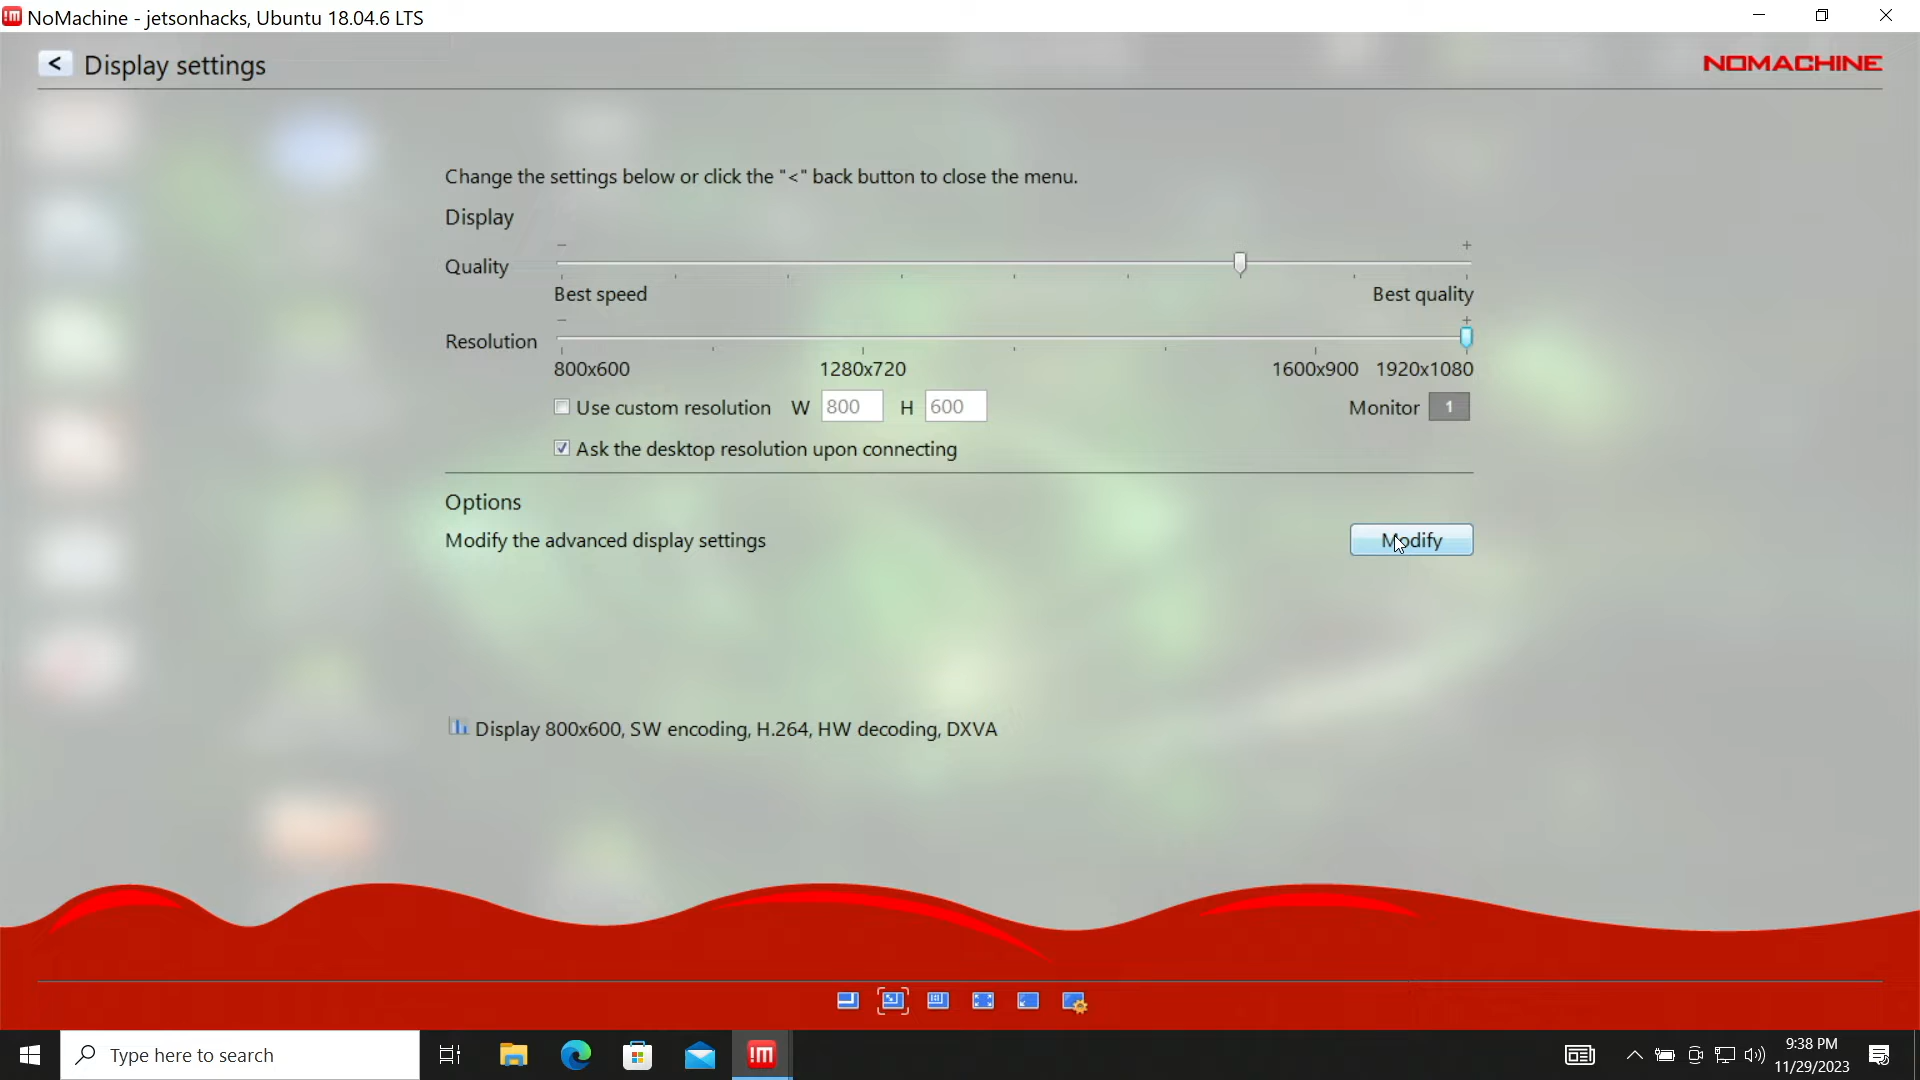 !M NoMachine - jetsonhacks, Ubuntu 18.04.6 LTS
< Display settings
NOMACHINE
Change the settings below or click the "<" back button to close the menu.
Display
− +
Quality
Best speed Best quality
− +
Resolution
800x600 1280x720 1600x900 1920x1080
Use custom resolution W 800 H 600 Monitor 1
Ask the desktop resolution upon connecting
Options
Modify the advanced display settings Modify
Display 800x600, SW encoding, H.264, HW decoding, DXVA
Type here to search
!M
9:38 PM
11/29/2023